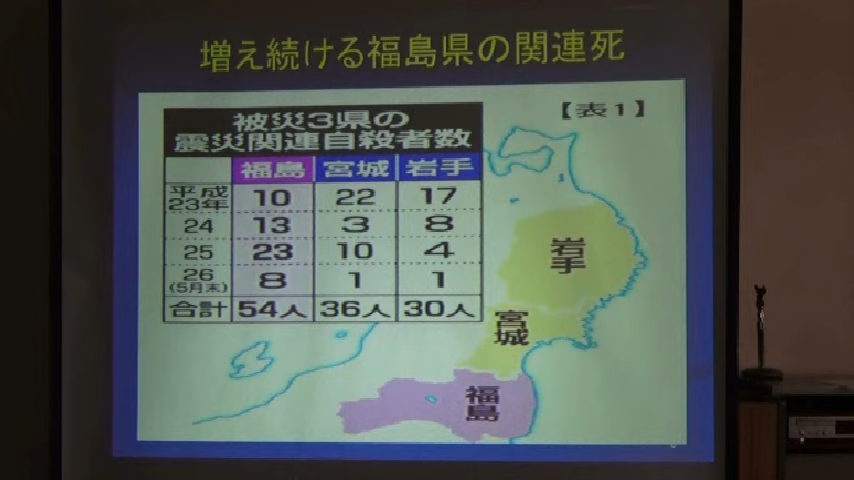 増え続ける福島県の関連死
【表1】
被災3県の
震災関連自殺者数
福島 宮城 岩手
平成23年 10 22 17
24 13 3 8
25 23 10 4
26(5月末) 8 1 1
合計 54人 36人 30人
岩手
宮城
福島